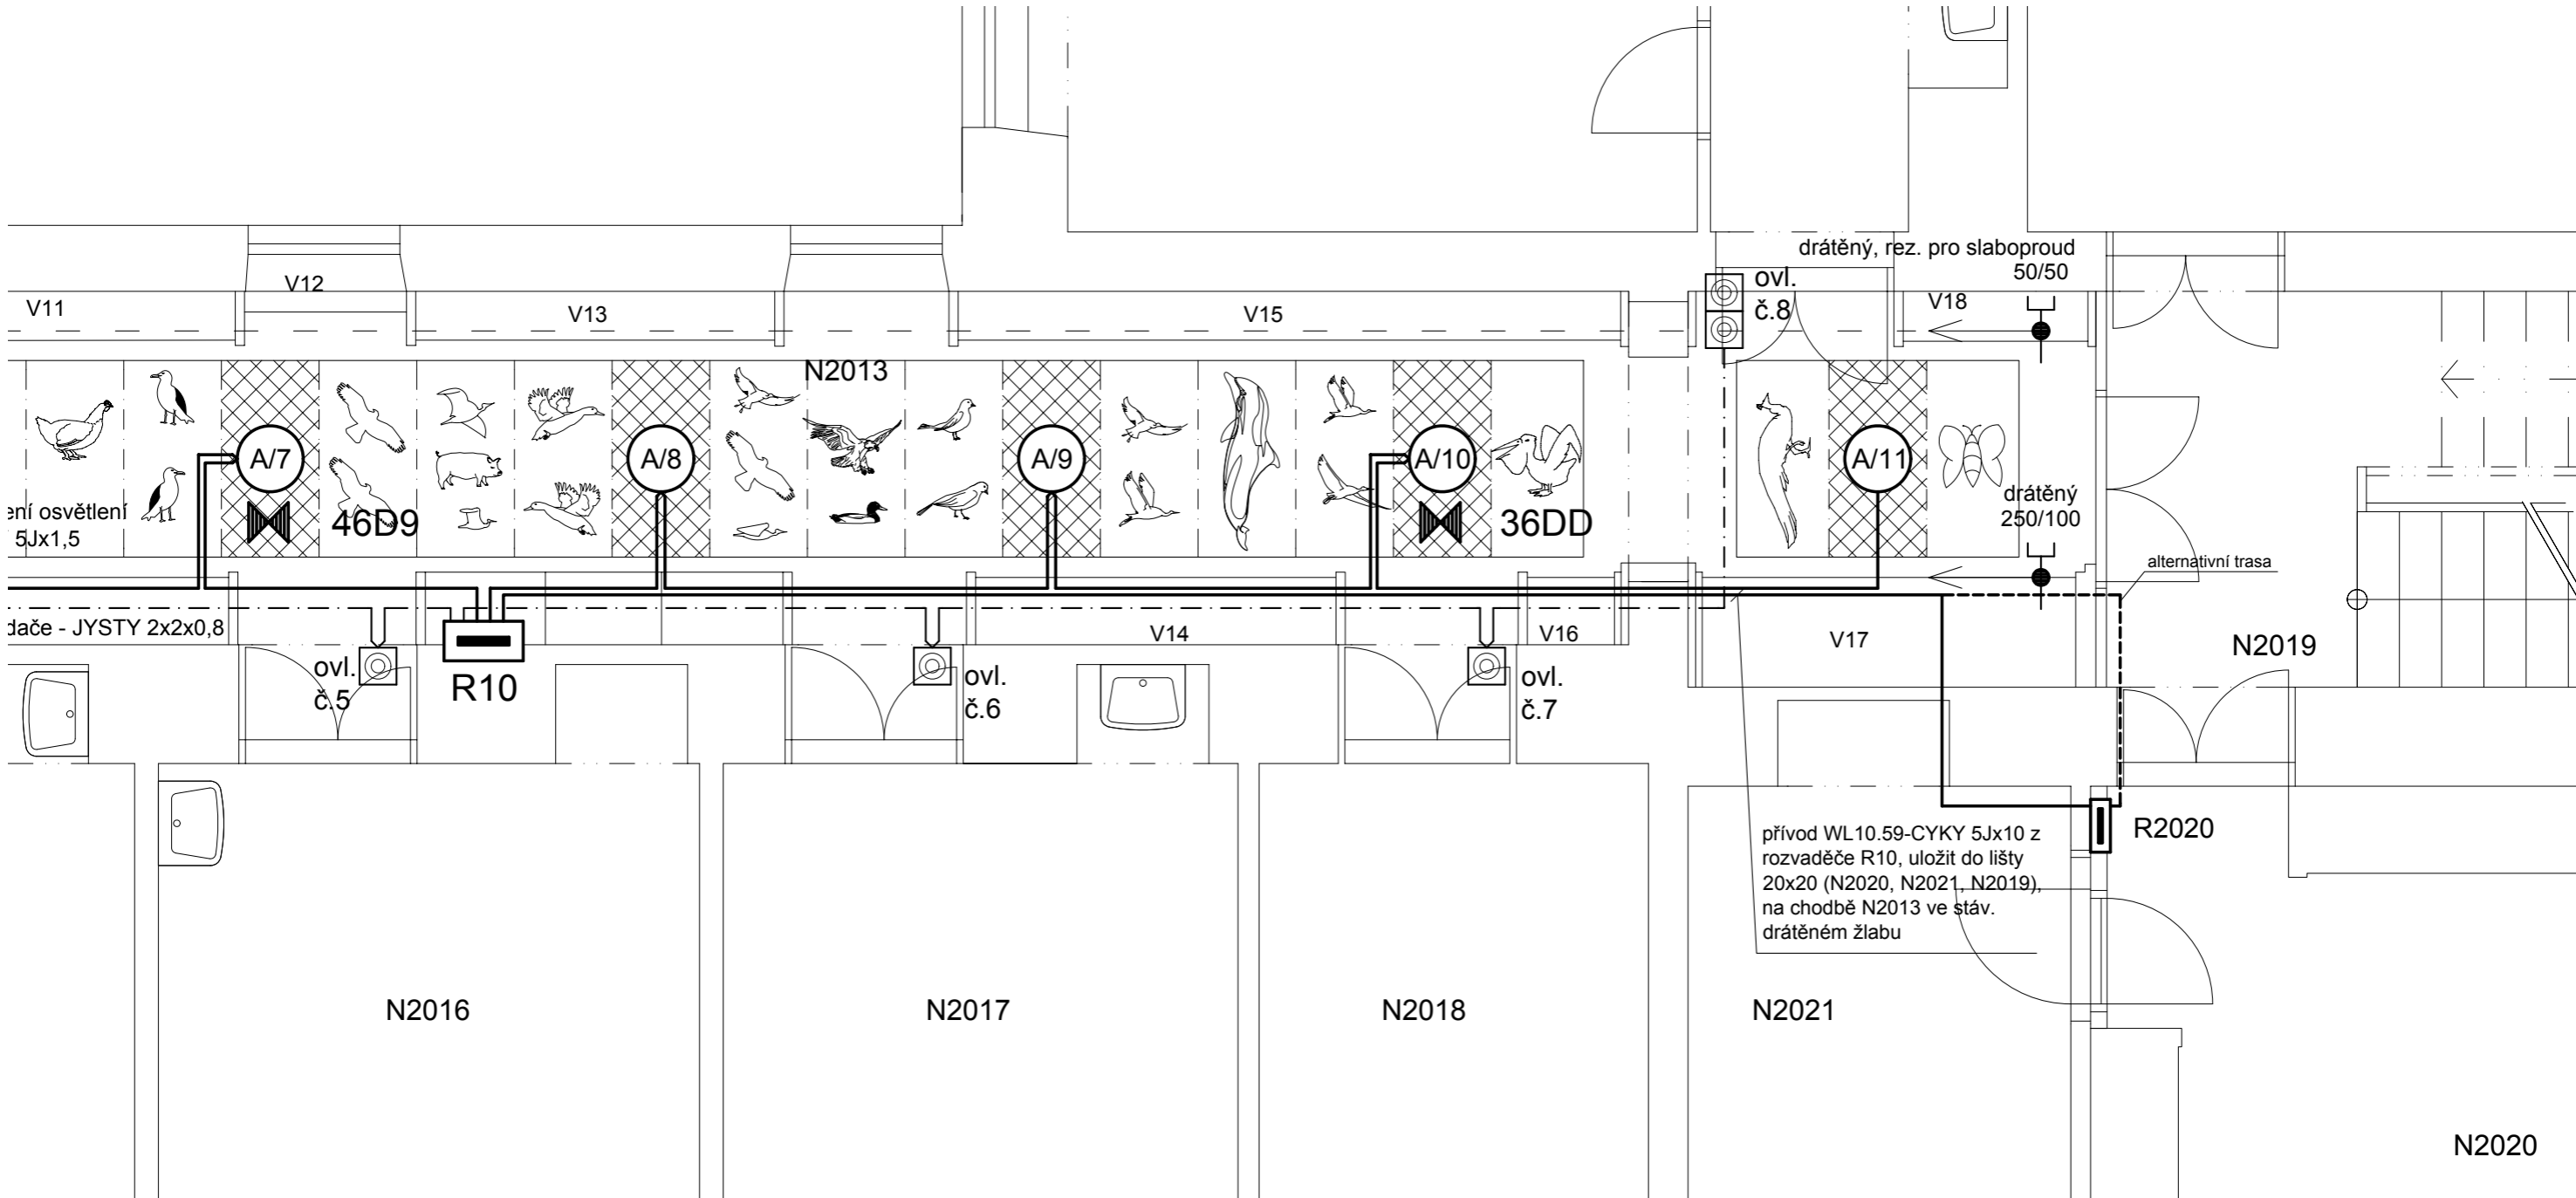 drátěný, rez. pro slaboproud
50/50
V11
V12
V13
V15
ovl.
č.8
V18
N2013
A/7
A/8
A/9
A/10
A/11
46D9
36DD
ení osvětlení
5Jx1,5
drátěný
250/100
alternativní trasa
dače - JYSTY 2x2x0,8
ovl.
č.5
R10
ovl.
č.6
V14
ovl.
č.7
V16
V17
N2019
R2020
přívod WL10.59-CYKY 5Jx10 z
rozvaděče R10, uložit do lišty
20x20 (N2020, N2021, N2019),
na chodbě N2013 ve stáv.
drátěném žlabu
N2016
N2017
N2018
N2021
N2020